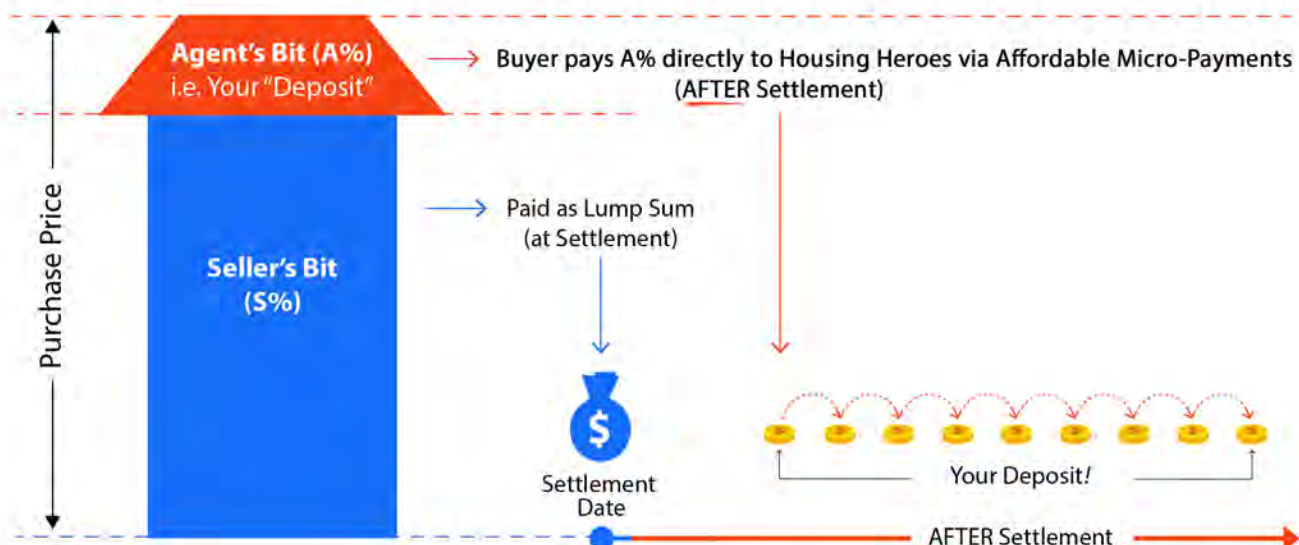 Agent's Bit (A%)
i.e. Your "Deposit"
Buyer pays A% directly to Housing Heroes via Affordable Micro-Payments
(AFTER Settlement)
Purchase Price
Seller's Bit
(S%)
Paid as Lump Sum
(at Settlement)
$
Settlement
Date
Your Deposit!
AFTER Settlement